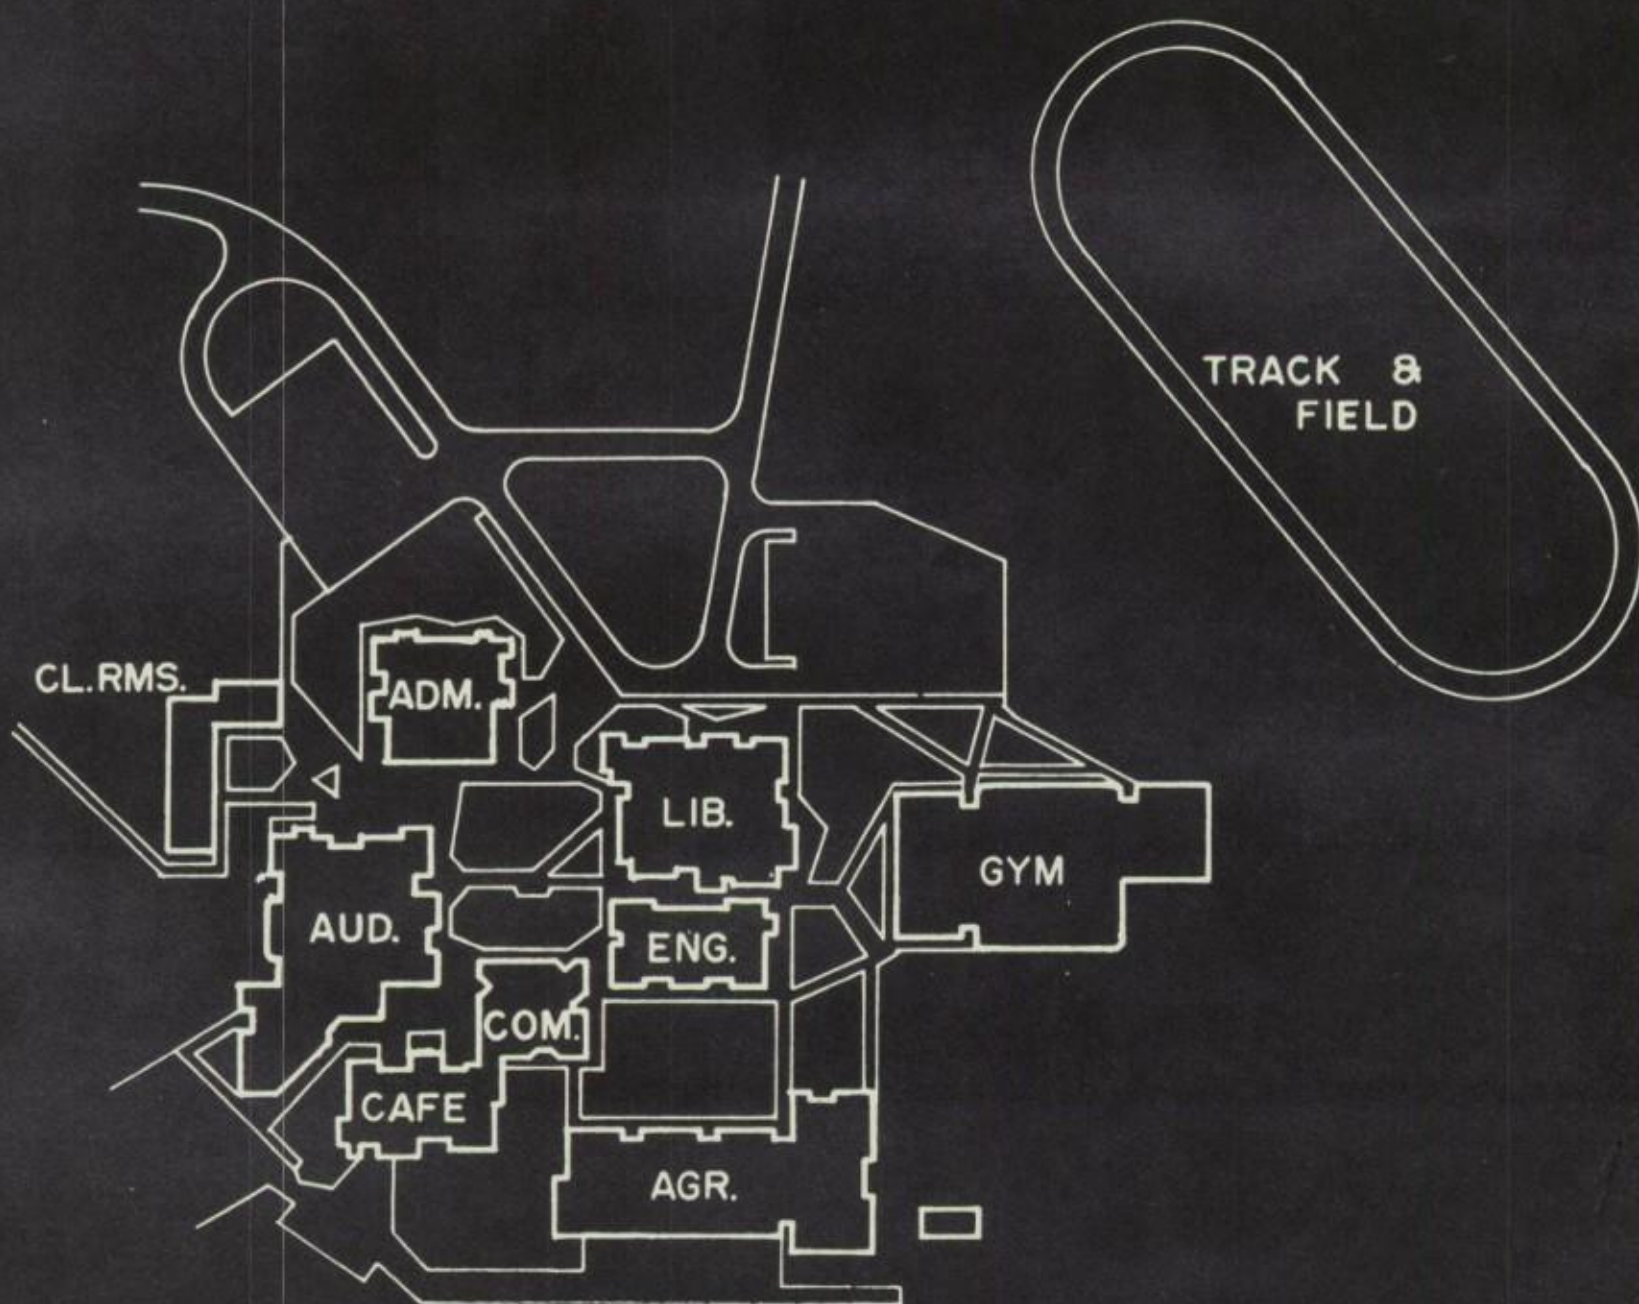 TRACK &
FIELD
CL.RMS.
ADM.
LIB.
GYM
AUD.
ENG.
COM.
CAFE
AGR.